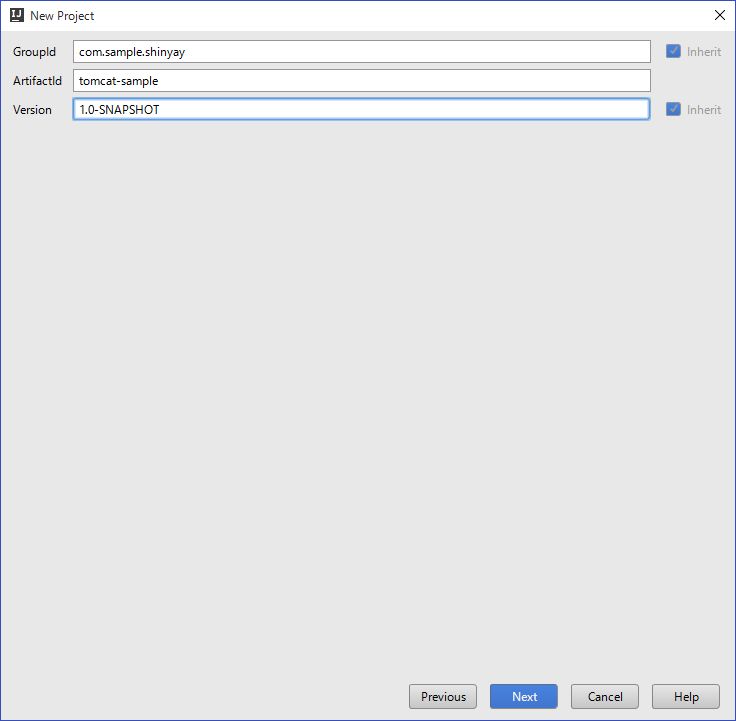 IJ New Project
GroupId com.sample.shinyay Inherit
ArtifactId tomcat-sample
Version 1.0-SNAPSHOT Inherit
Previous Next Cancel Help